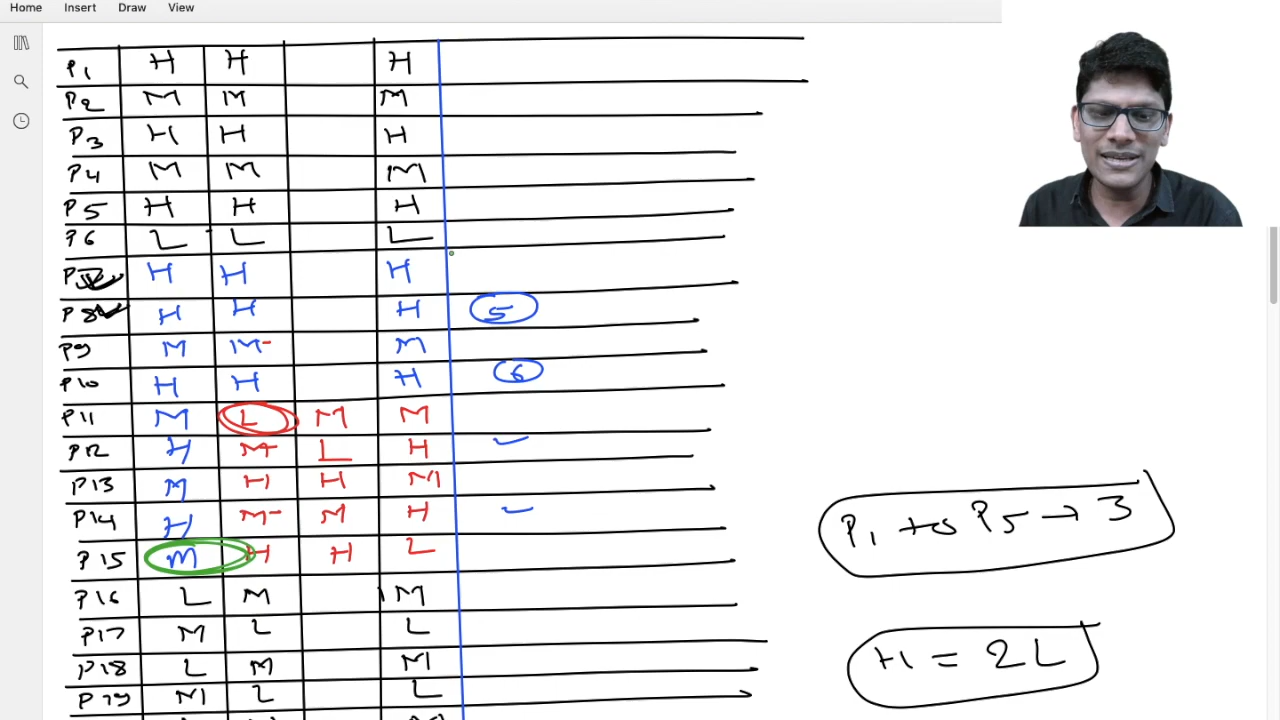 Home Insert Draw View
P1 H H H
P2 M M M
P3 H H H
P4 M M M
P5 H H H
P6 L L L
H H H
P8 H H H 5
P9 M M- M
P10 H H H 6
P11 M L M M
P12 H M L H
P13 M H H M
P14 H M- M H
P15 M H H L
P16 L M M
P17 M L L
P18 L M M
P19 M L L
P1 to P5 → 3
H = 2L